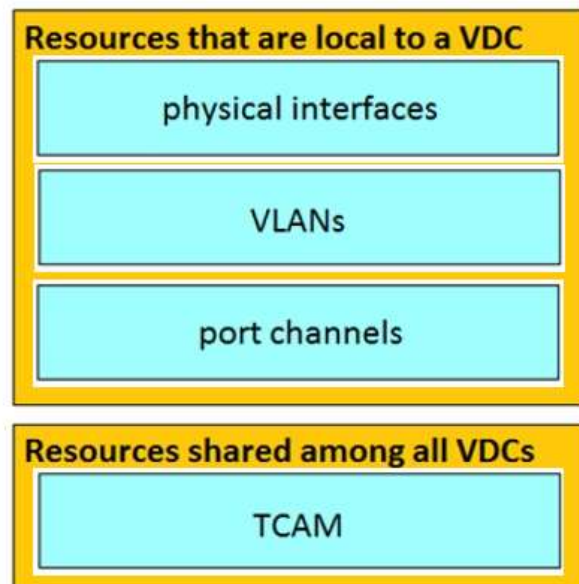 Resources that are local to a VDC
physical interfaces
VLANs
port channels
Resources shared among all VDCs
TCAM